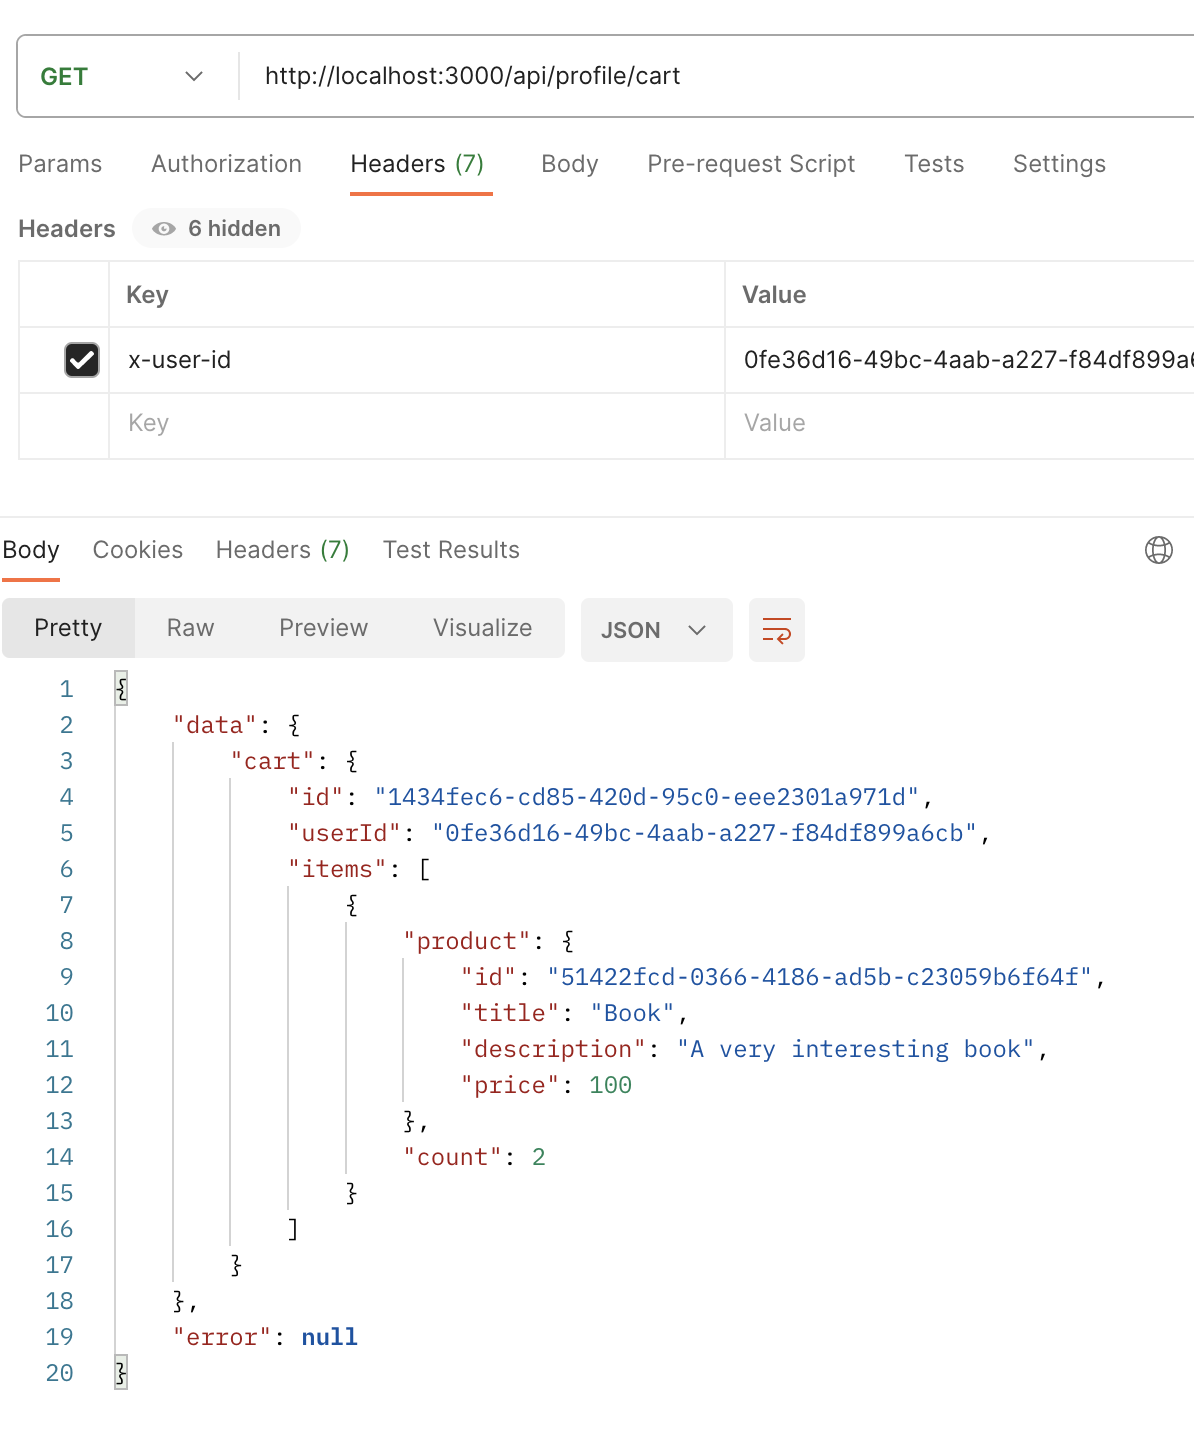 GET http://localhost:3000/api/profile/cart
Params Authorization Headers (7) Body Pre-request Script Tests Settings
Headers 6 hidden
Key Value
x-user-id 0fe36d16-49bc-4aab-a227-f84df899a6
Key Value
Body Cookies Headers (7) Test Results
Pretty Raw Preview Visualize JSON
1 {
2 "data": {
3 "cart": {
4 "id": "1434fec6-cd85-420d-95c0-eee2301a971d",
5 "userId": "0fe36d16-49bc-4aab-a227-f84df899a6cb",
6 "items": [
7 {
8 "product": {
9 "id": "51422fcd-0366-4186-ad5b-c23059b6f64f",
10 "title": "Book",
11 "description": "A very interesting book",
12 "price": 100
13 },
14 "count": 2
15 }
16 ]
17 }
18 },
19 "error": null
20 }